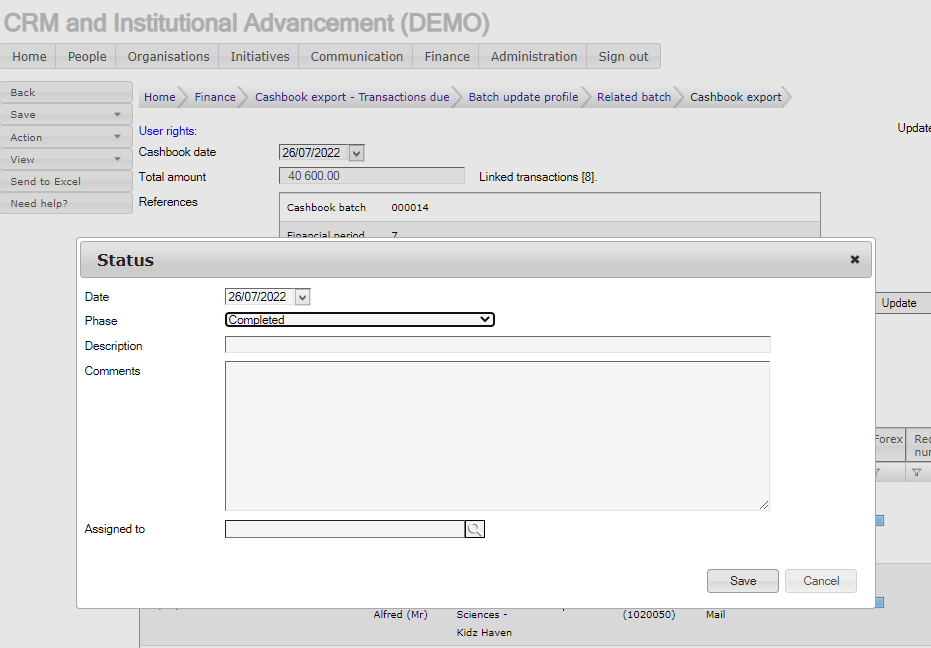 CRM and Institutional Advancement (DEMO)
Home People Organisations Initiatives Communication Finance Administration Sign out
Back
Save
Action
View
Send to Excel
Need help?
Home Finance Cashbook export - Transactions due Batch update profile Related batch Cashbook export
User rights:
Update
Cashbook date 26/07/2022
Total amount 40 600.00 Linked transactions [8].
References
Cashbook batch 000014
Financial period 7
Status
Date 26/07/2022
Phase Completed
Description
Comments
Assigned to
Save Cancel
Update
Forex Rec
nur
Alfred (Mr) Sciences - (1020050) Mail
Kidz Haven